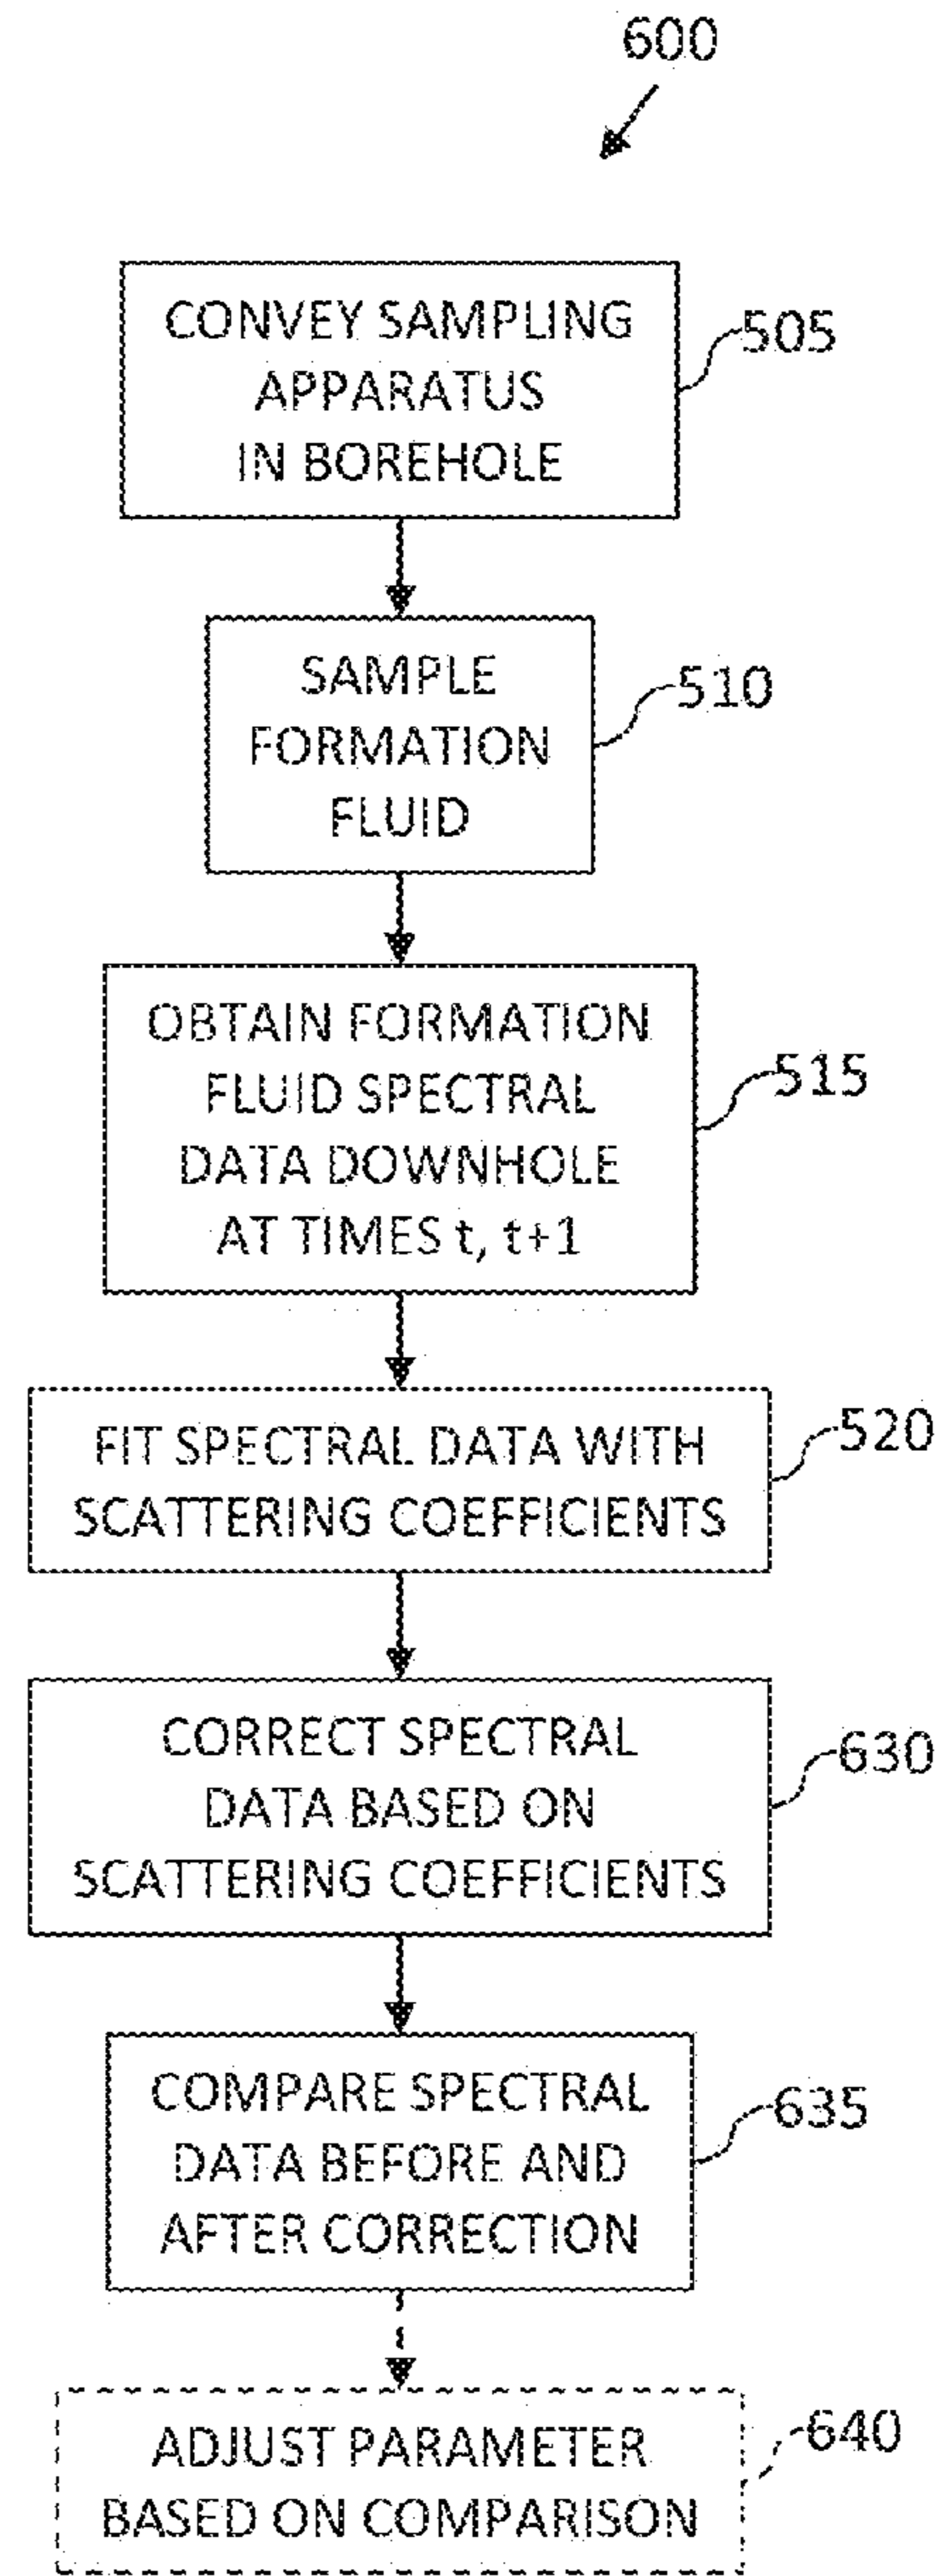 600
CONVEY SAMPLING
APPARATUS
IN BOREHOLE
505
SAMPLE
FORMATION
FLUID
510
OBTAIN FORMATION
FLUID SPECTRAL
DATA DOWNHOLE
AT TIMES t, t+1
515
FIT SPECTRAL DATA WITH
SCATTERING COEFFICIENTS
520
CORRECT SPECTRAL
DATA BASED ON
SCATTERING COEFFICIENTS
630
COMPARE SPECTRAL
DATA BEFORE AND
AFTER CORRECTION
635
ADJUST PARAMETER
BASED ON COMPARISON
640